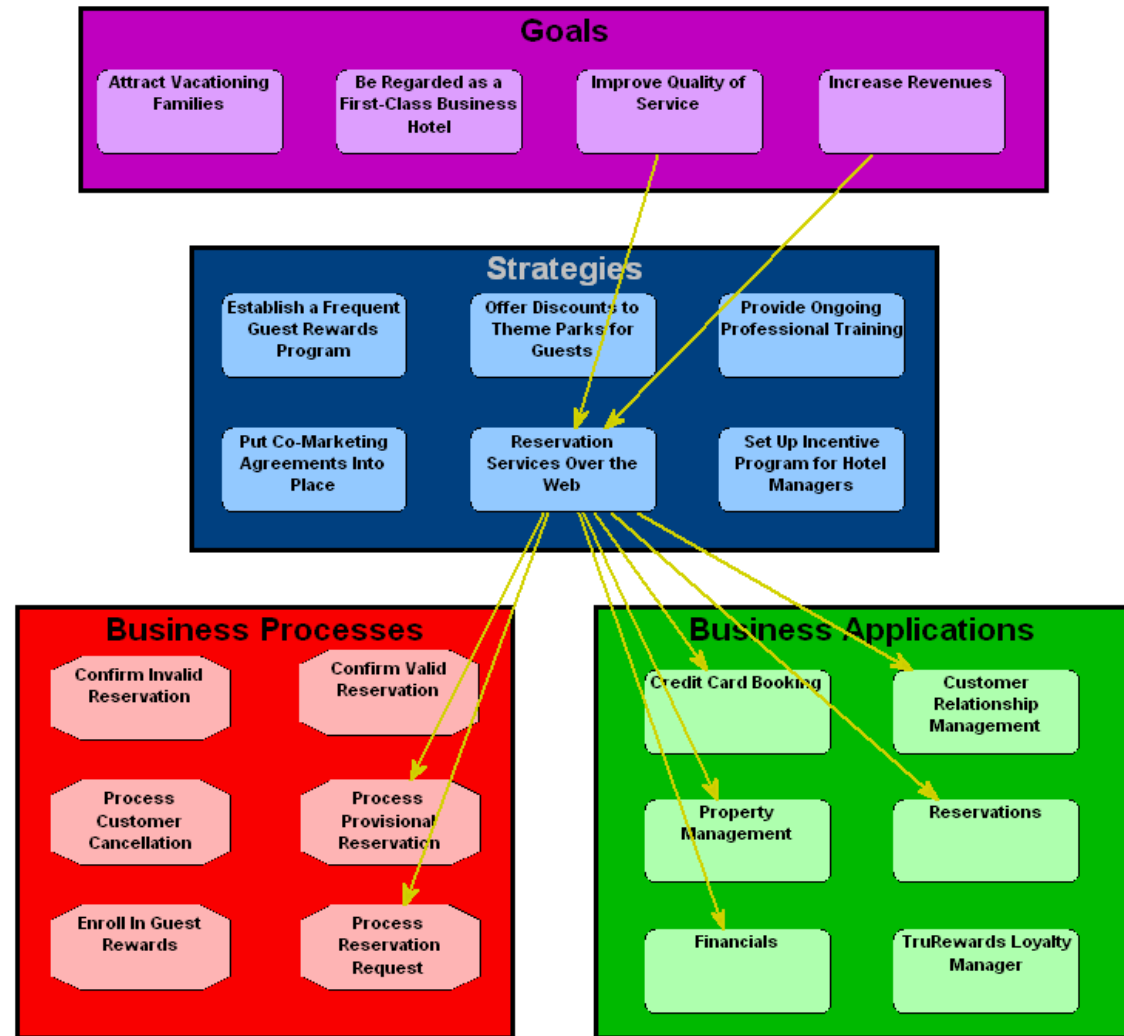 Goals
Attract Vacationing
Families
Be Regarded as a
First-Class Business
Hotel
Improve Quality of
Service
Increase Revenues
Strategies
Establish a Frequent
Guest Rewards
Program
Offer Discounts to
Theme Parks for
Guests
Provide Ongoing
Professional Training
Put Co-Marketing
Agreements Into
Place
Reservation
Services Over the
Web
Set Up Incentive
Program for Hotel
Managers
Business Processes
Confirm Invalid
Reservation
Confirm Valid
Reservation
Process
Customer
Cancellation
Process
Provisional
Reservation
Enroll In Guest
Rewards
Process
Reservation
Request
Business Applications
Credit Card Booking
Customer
Relationship
Management
Property
Management
Reservations
Financials
TruRewards Loyalty
Manager